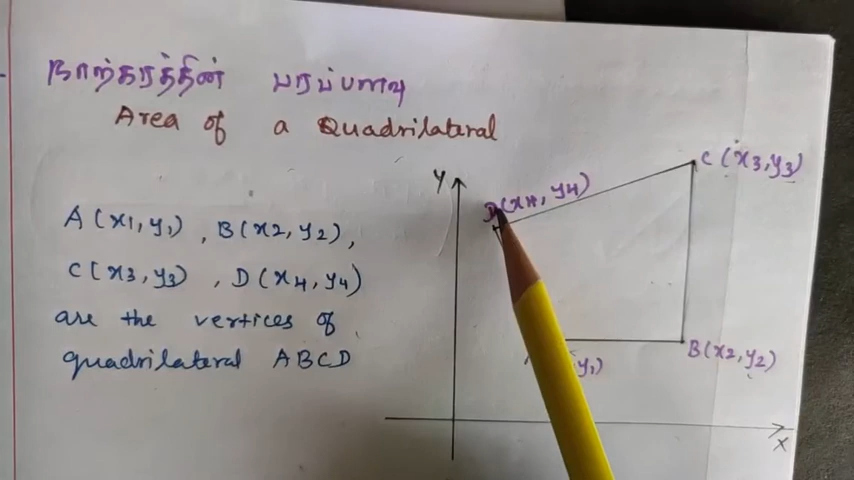 நாற்கரத்தின் பரப்பளவு
Area of a Quadrilateral
A(x1, y1), B(x2, y2),
C(x3, y3), D(x4, y4)
are the vertices of
quadrilateral ABCD
Y
D(x4, y4)
C(x3, y3)
B(x2, y2)
y1)
X